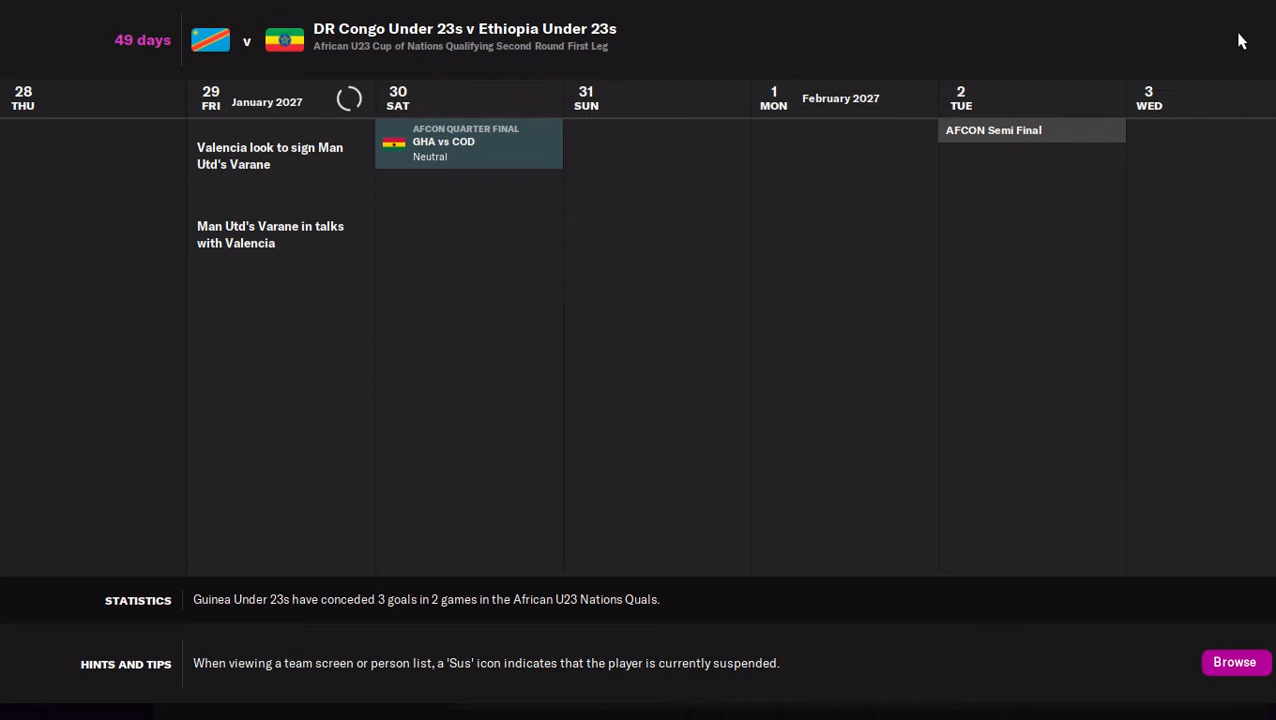 49 days
v
DR Congo Under 23s v Ethiopia Under 23s
African U23 Cup of Nations Qualifying Second Round First Leg
28
THU
29
FRI
January 2027
30
SAT
31
SUN
1
MON
February 2027
2
TUE
3
WED
Valencia look to sign Man
Utd's Varane
Man Utd's Varane in talks
with Valencia
AFCON QUARTER FINAL
GHA vs COD
Neutral
AFCON Semi Final
STATISTICS
Guinea Under 23s have conceded 3 goals in 2 games in the African U23 Nations Quals.
HINTS AND TIPS
When viewing a team screen or person list, a 'Sus' icon indicates that the player is currently suspended.
Browse